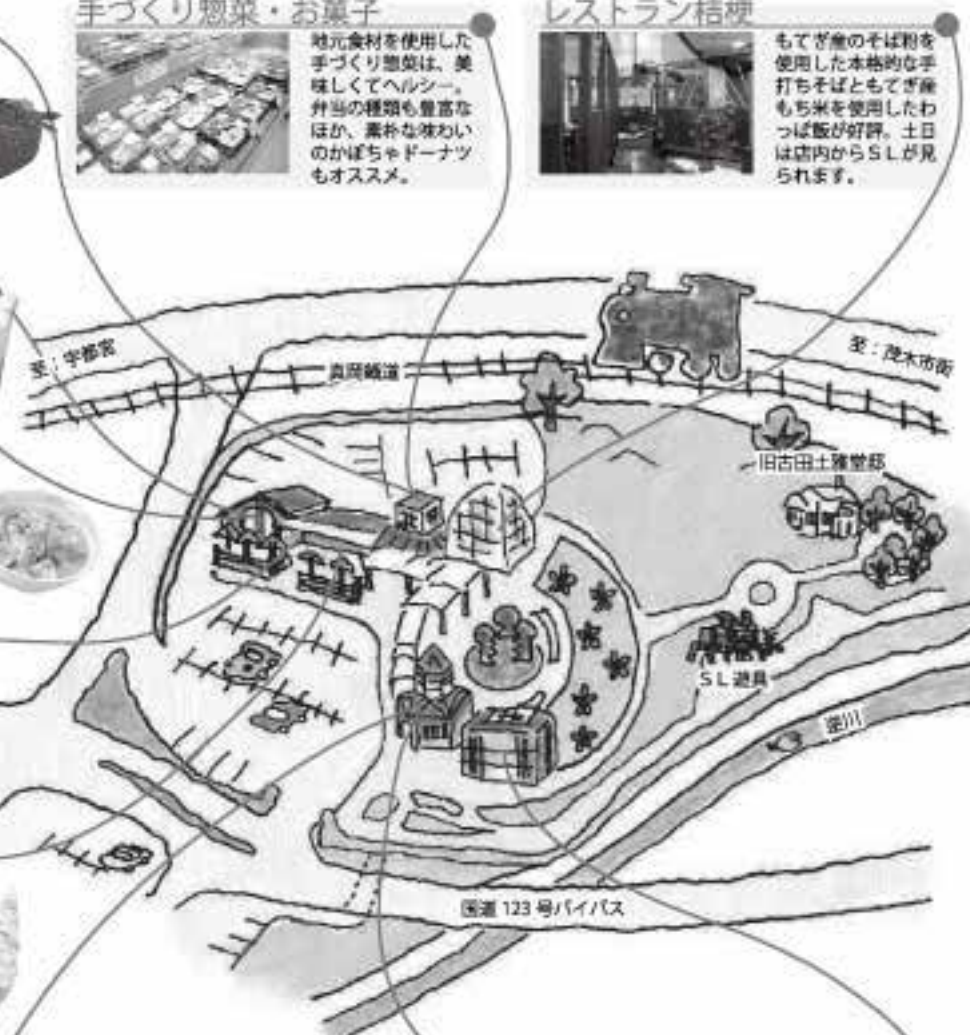 手づくり惣菜・お菓子
地元食材を使用した
手づくり惣菜は、美
味しくてヘルシー。
弁当の種類も豊富な
ほか、素朴な味わい
のかぼちゃドーナツ
もオススメ。
レストラン桔梗
もてぎ産のそば粉を
使用した本格的な手
打ちそばともてぎ産
もち米を使用したわ
っぱ飯が好評。土日
は店内からSLが見
られます。
至：宇都宮
真岡鐵道
至：茂木市街
旧古田土雅堂邸
SL遊具
逆川
国道123号バイパス